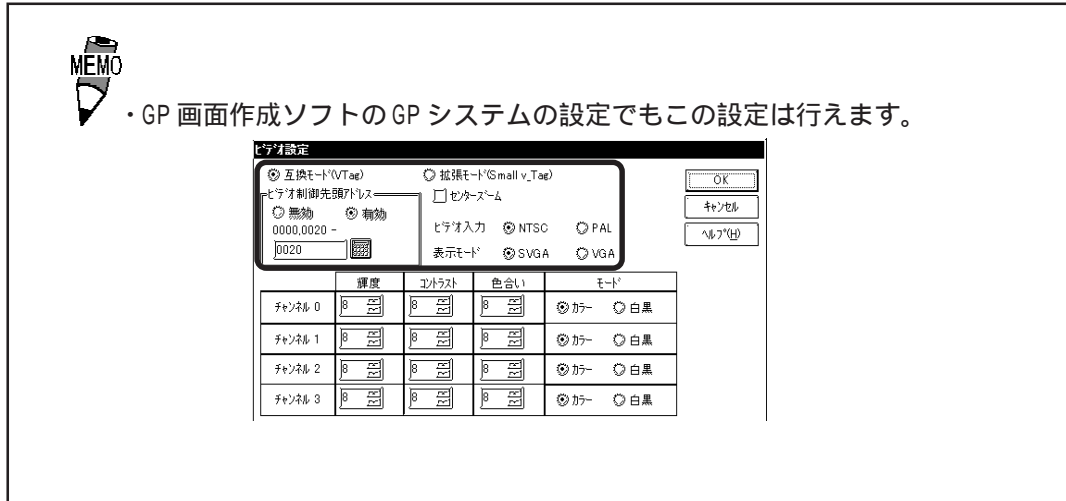 MEMO
・GP 画面作成ソフトの GP システムの設定でもこの設定は行えます。
ビデオ設定
互換モード(VTag) 拡張モード(Small v_Tag)
ビデオ制御先頭アドレス センターズーム
無効 有効
0000,0020 - ビデオ入力 NTSC PAL
0020 表示モード SVGA VGA
OK
キャンセル
ヘルプ(H)
輝度 コントラスト 色合い モード
チャンネル 0 8 8 8 カラー 白黒
チャンネル 1 8 8 8 カラー 白黒
チャンネル 2 8 8 8 カラー 白黒
チャンネル 3 8 8 8 カラー 白黒